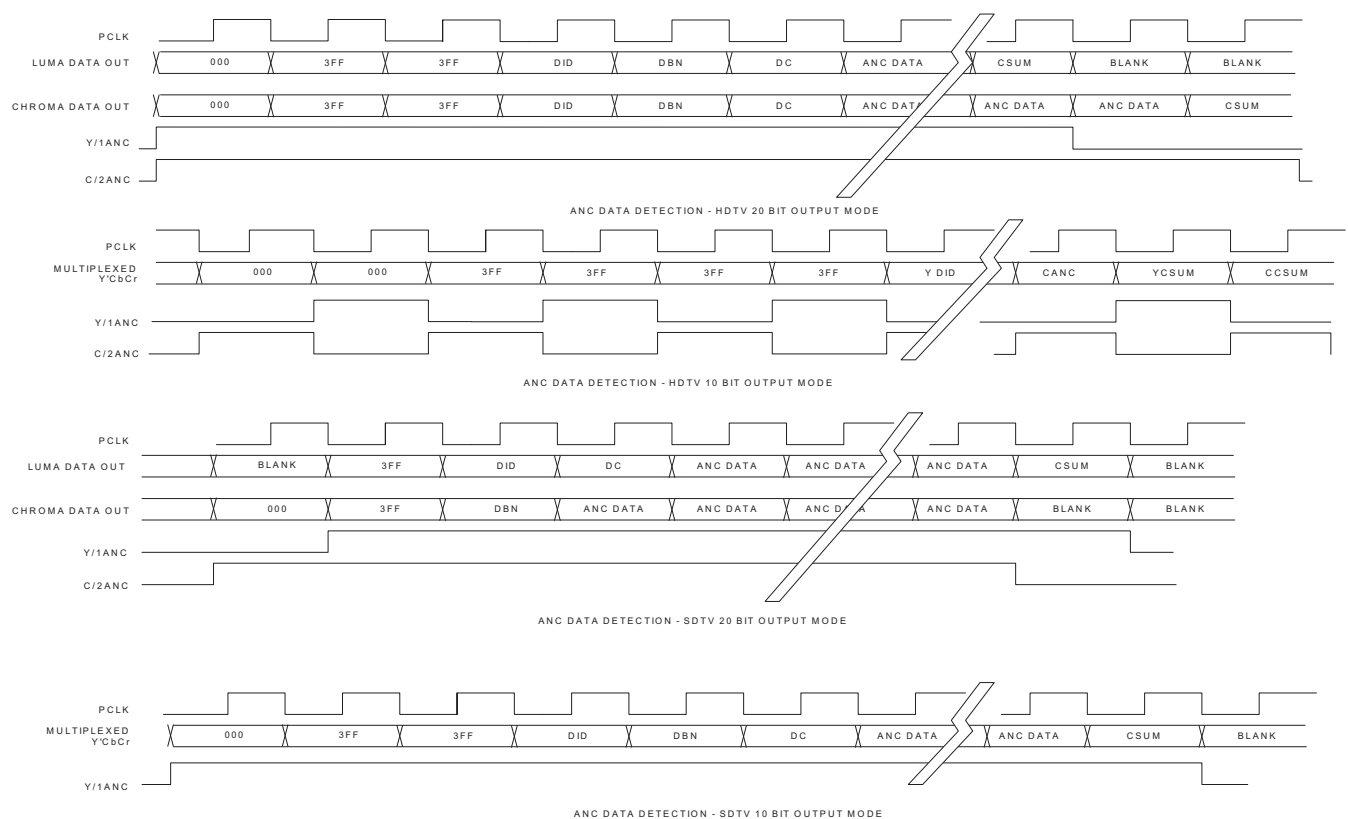 PCLK
LUMA DATA OUT 000 3FF 3FF DID DBN DC ANC DATA CSUM BLANK BLANK
CHROMA DATA OUT 000 3FF 3FF DID DBN DC ANC DATA ANC DATA ANC DATA CSUM
Y/1ANC
C/2ANC
ANC DATA DETECTION - HDTV 20 BIT OUTPUT MODE
PCLK
MULTIPLEXED
Y'CbCr 000 000 3FF 3FF 3FF 3FF Y DID CANC YCSUM CCSUM
Y/1ANC
C/2ANC
ANC DATA DETECTION - HDTV 10 BIT OUTPUT MODE
PCLK
LUMA DATA OUT BLANK 3FF DID DC ANC DATA ANC DATA ANC DATA CSUM BLANK
CHROMA DATA OUT 000 3FF DBN ANC DATA ANC DATA ANC DATA ANC DATA BLANK BLANK
Y/1ANC
C/2ANC
ANC DATA DETECTION - SDTV 20 BIT OUTPUT MODE
PCLK
MULTIPLEXED
Y'CbCr 000 3FF 3FF DID DBN DC ANC DATA ANC DATA CSUM BLANK
Y/1ANC
ANC DATA DETECTION - SDTV 10 BIT OUTPUT MODE